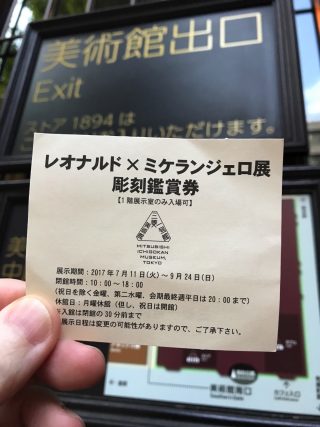 美術館出口
Exit
ストア 1894 は
いただけます。
レオナルド×ミケランジェロ展
彫刻鑑賞券
【1階展示室のみ入場可】
MITSUBISHI
ICHIGOKAN
MUSEUM,
TOKYO
展示期間：2017年7月11日(火)～9月24日(日)
開館時間：10:00～18:00
(祝日を除く金曜、第二水曜、会期最終週平日は20:00まで)
休館日：月曜休館（但し、祝日は開館）
※入館は閉館の30分前まで
展示日程は変更の可能性がありますので、ご了承下さい。
美術館出口